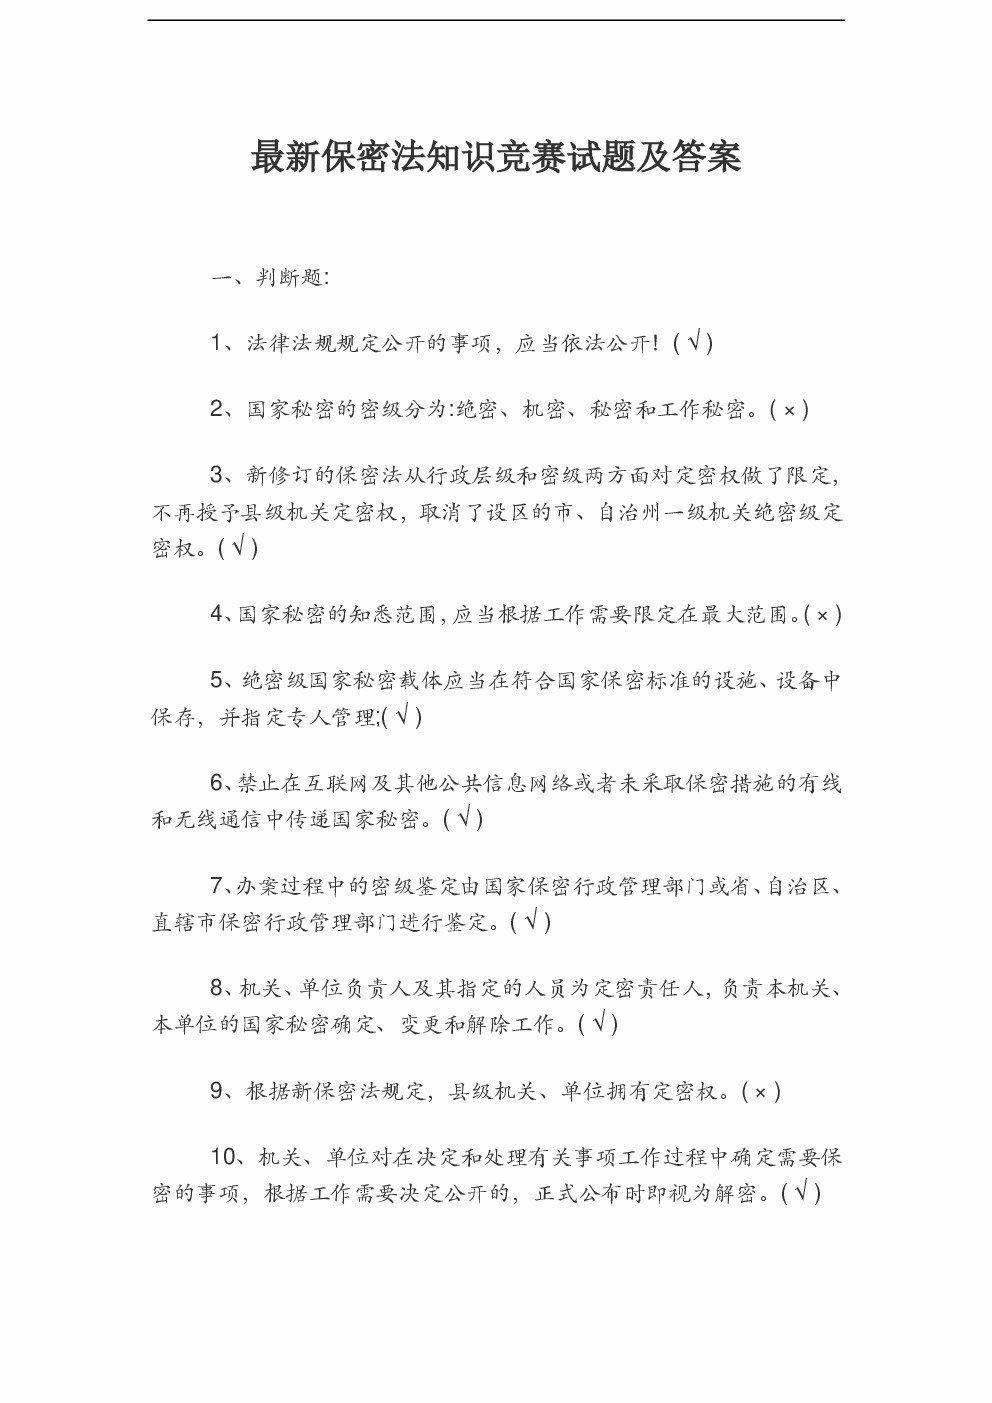 最新保密法知识竞赛试题及答案
一、判断题:
1、法律法规规定公开的事项，应当依法公开!（√）
2、国家秘密的密级分为:绝密、机密、秘密和工作秘密。(×)
3、新修订的保密法从行政层级和密级两方面对定密权做了限定，
不再授予县级机关定密权，取消了设区的市、自治州一级机关绝密级定
密权。(√)
4、国家秘密的知悉范围，应当根据工作需要限定在最大范围。(×)
5、绝密级国家秘密载体应当在符合国家保密标准的设施、设备中
保存，并指定专人管理;(√)
6、禁止在互联网及其他公共信息网络或者未采取保密措施的有线
和无线通信中传递国家秘密。(√)
7、办案过程中的密级鉴定由国家保密行政管理部门或省、自治区、
直辖市保密行政管理部门进行鉴定。(√)
8、机关、单位负责人及其指定的人员为定密责任人，负责本机关、
本单位的国家秘密确定、变更和解除工作。(√)
9、根据新保密法规定，县级机关、单位拥有定密权。(×)
10、机关、单位对在决定和处理有关事项工作过程中确定需要保
密的事项，根据工作需要决定公开的，正式公布时即视为解密。(√)